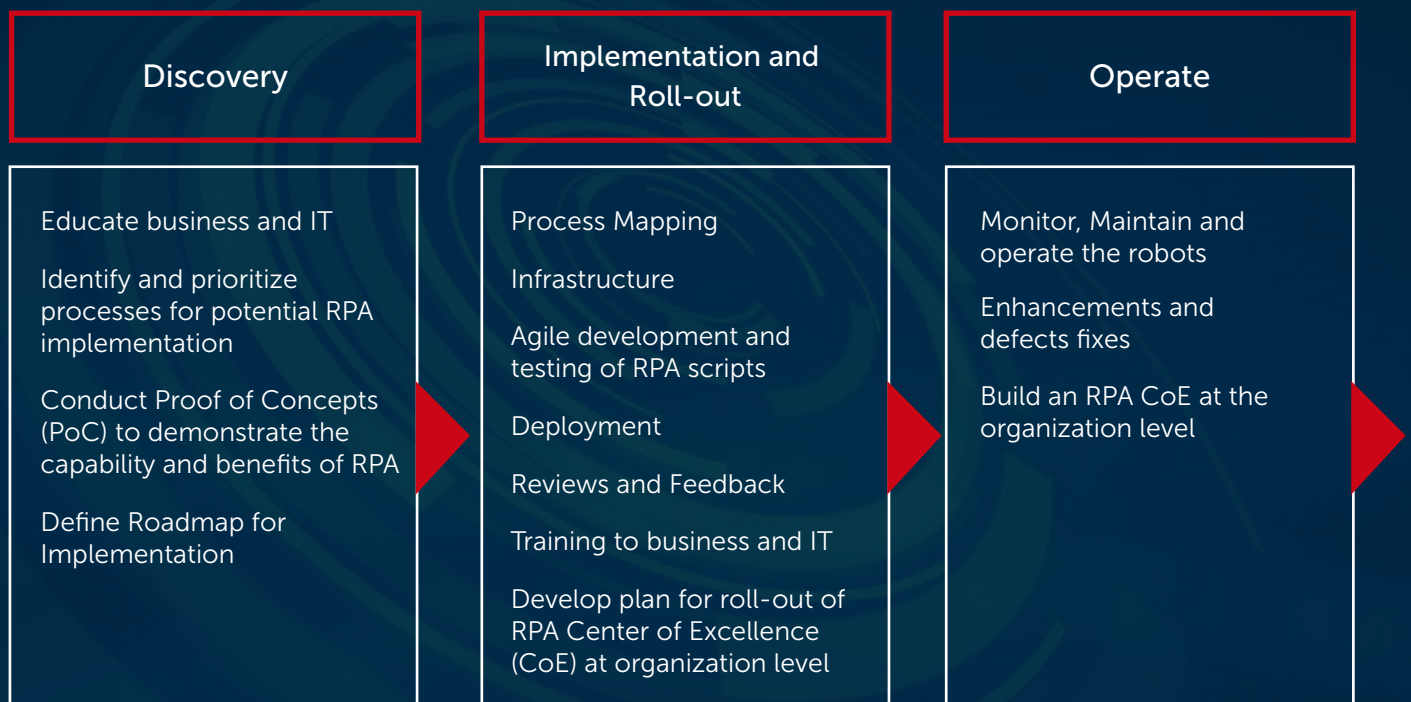 Discovery
Educate business and IT
Identify and prioritize
processes for potential RPA
implementation
Conduct Proof of Concepts
(PoC) to demonstrate the
capability and benefits of RPA
Define Roadmap for
Implementation
Implementation and
Roll-out
Process Mapping
Infrastructure
Agile development and
testing of RPA scripts
Deployment
Reviews and Feedback
Training to business and IT
Develop plan for roll-out of
RPA Center of Excellence
(CoE) at organization level
Operate
Monitor, Maintain and
operate the robots
Enhancements and
defects fixes
Build an RPA CoE at the
organization level